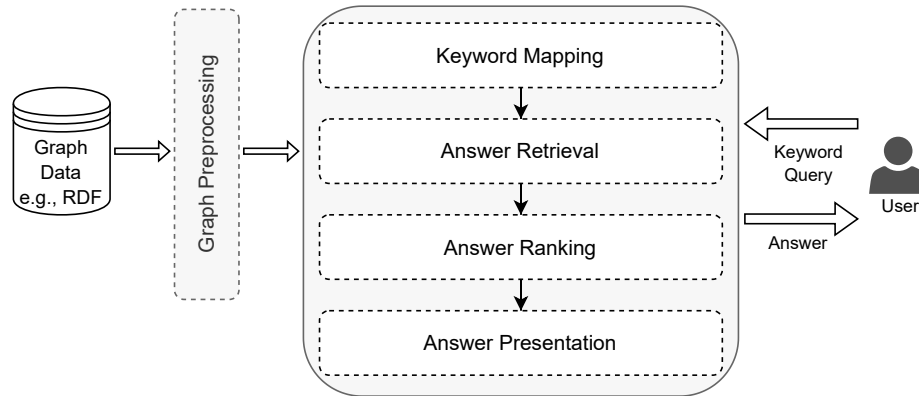 Graph
Data
e.g., RDF
Graph Preprocessing
Keyword Mapping
Answer Retrieval
Answer Ranking
Answer Presentation
Keyword
Query
Answer
User